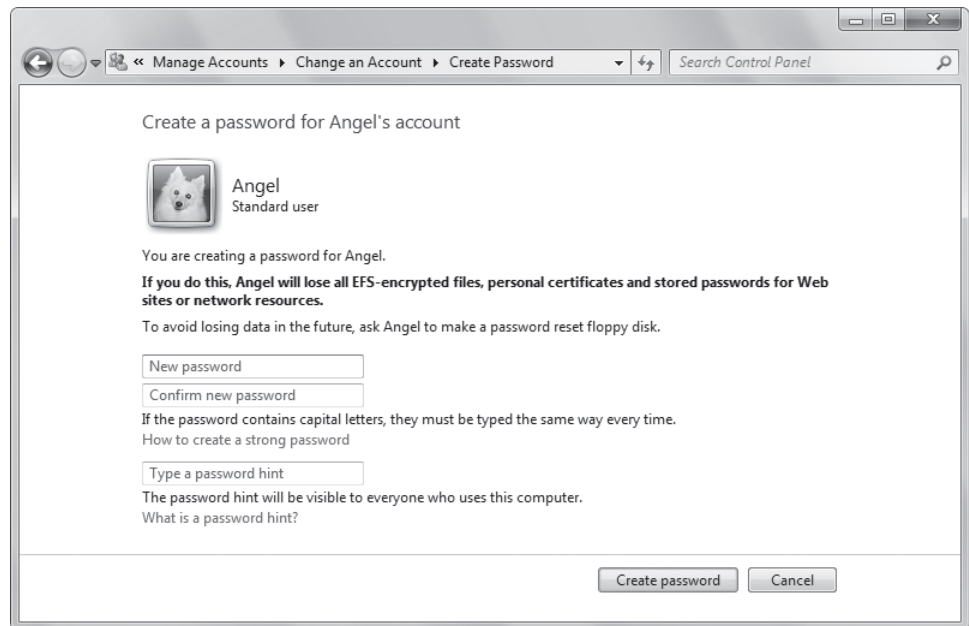 « Manage Accounts ▸ Change an Account ▸ Create Password
Search Control Panel
Create a password for Angel's account
Angel
Standard user
You are creating a password for Angel.
If you do this, Angel will lose all EFS-encrypted files, personal certificates and stored passwords for Web
sites or network resources.
To avoid losing data in the future, ask Angel to make a password reset floppy disk.
New password
Confirm new password
If the password contains capital letters, they must be typed the same way every time.
How to create a strong password
Type a password hint
The password hint will be visible to everyone who uses this computer.
What is a password hint?
Create password
Cancel